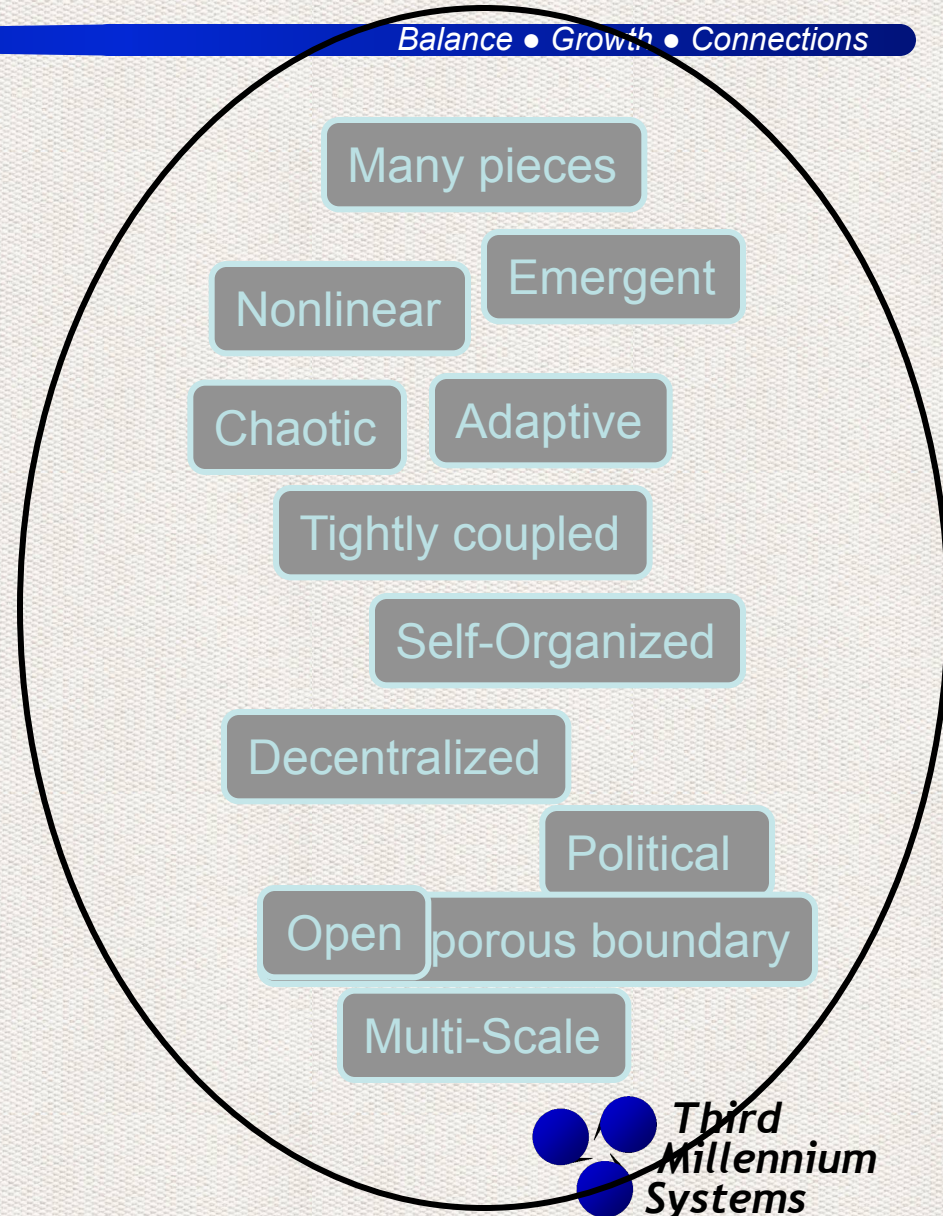 Balance ● Growth ● Connections
Many pieces
Emergent
Nonlinear
Adaptive
Chaotic
Tightly coupled
Self-Organized
Decentralized
Political
Open porous boundary
Multi-Scale
Third
Millennium
Systems